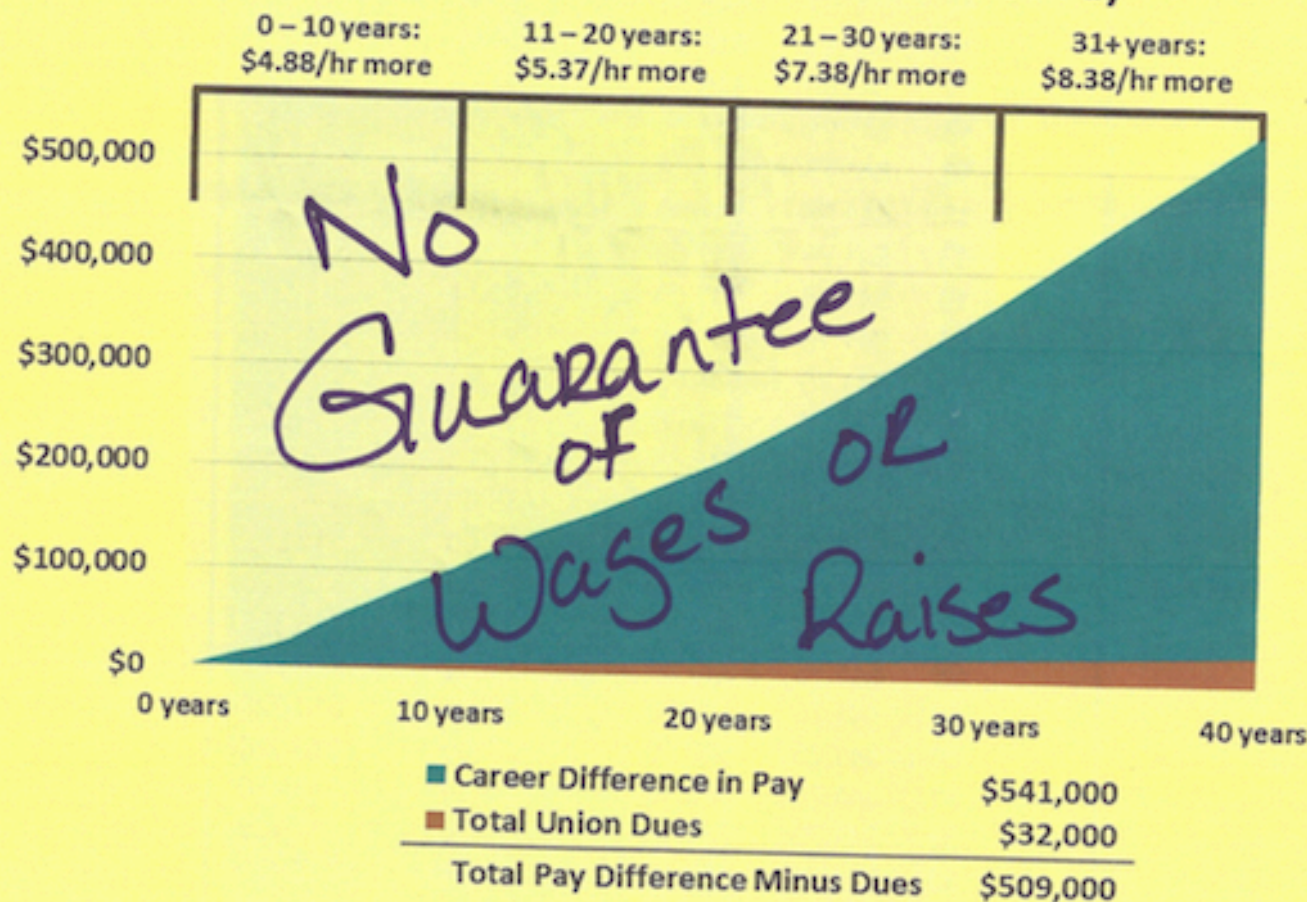 0 – 10 years:
$4.88/hr more
11 – 20 years:
$5.37/hr more
21 – 30 years:
$7.38/hr more
31+ years:
$8.38/hr more
$500,000
$400,000
$300,000
$200,000
$100,000
$0
No
Guarantee
of
Wages or
Raises
0 years
10 years
20 years
30 years
40 years
Career Difference in Pay $541,000
Total Union Dues $32,000
Total Pay Difference Minus Dues $509,000